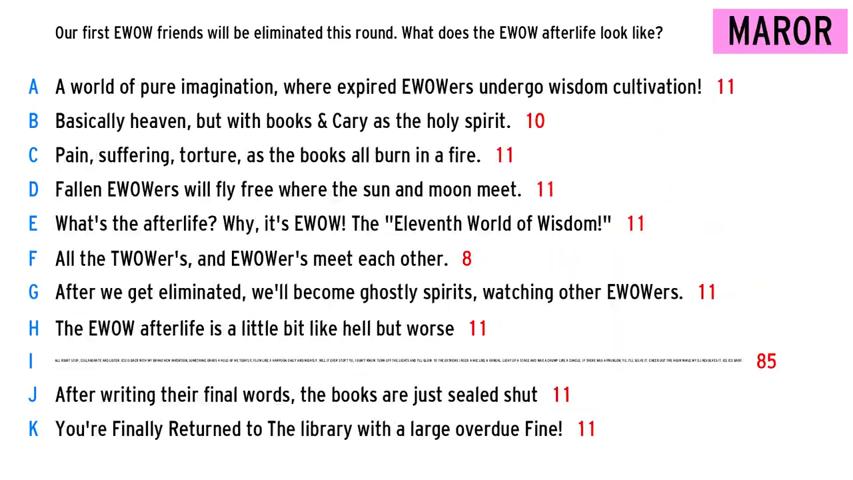 Our first EWOW friends will be eliminated this round. What does the EWOW afterlife look like?
MAROR
A A world of pure imagination, where expired EWOWers undergo wisdom cultivation! 11
B Basically heaven, but with books & Cary as the holy spirit. 10
C Pain, suffering, torture, as the books all burn in a fire. 11
D Fallen EWOWers will fly free where the sun and moon meet. 11
E What's the afterlife? Why, it's EWOW! The "Eleventh World of Wisdom!" 11
F All the TWOWer's, and EWOWer's meet each other. 8
G After we get eliminated, we'll become ghostly spirits, watching other EWOWers. 11
H The EWOW afterlife is a little bit like hell but worse 11
I 85
J After writing their final words, the books are just sealed shut 11
K You're Finally Returned to The library with a large overdue Fine! 11